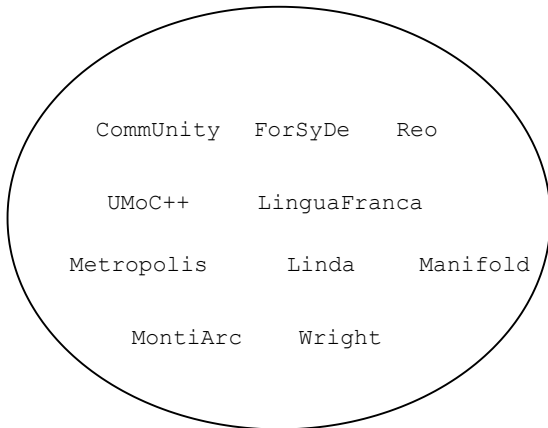 CommUnity ForSyDe Reo
UMoC++ LinguaFranca
Metropolis Linda Manifold
MontiArc Wright